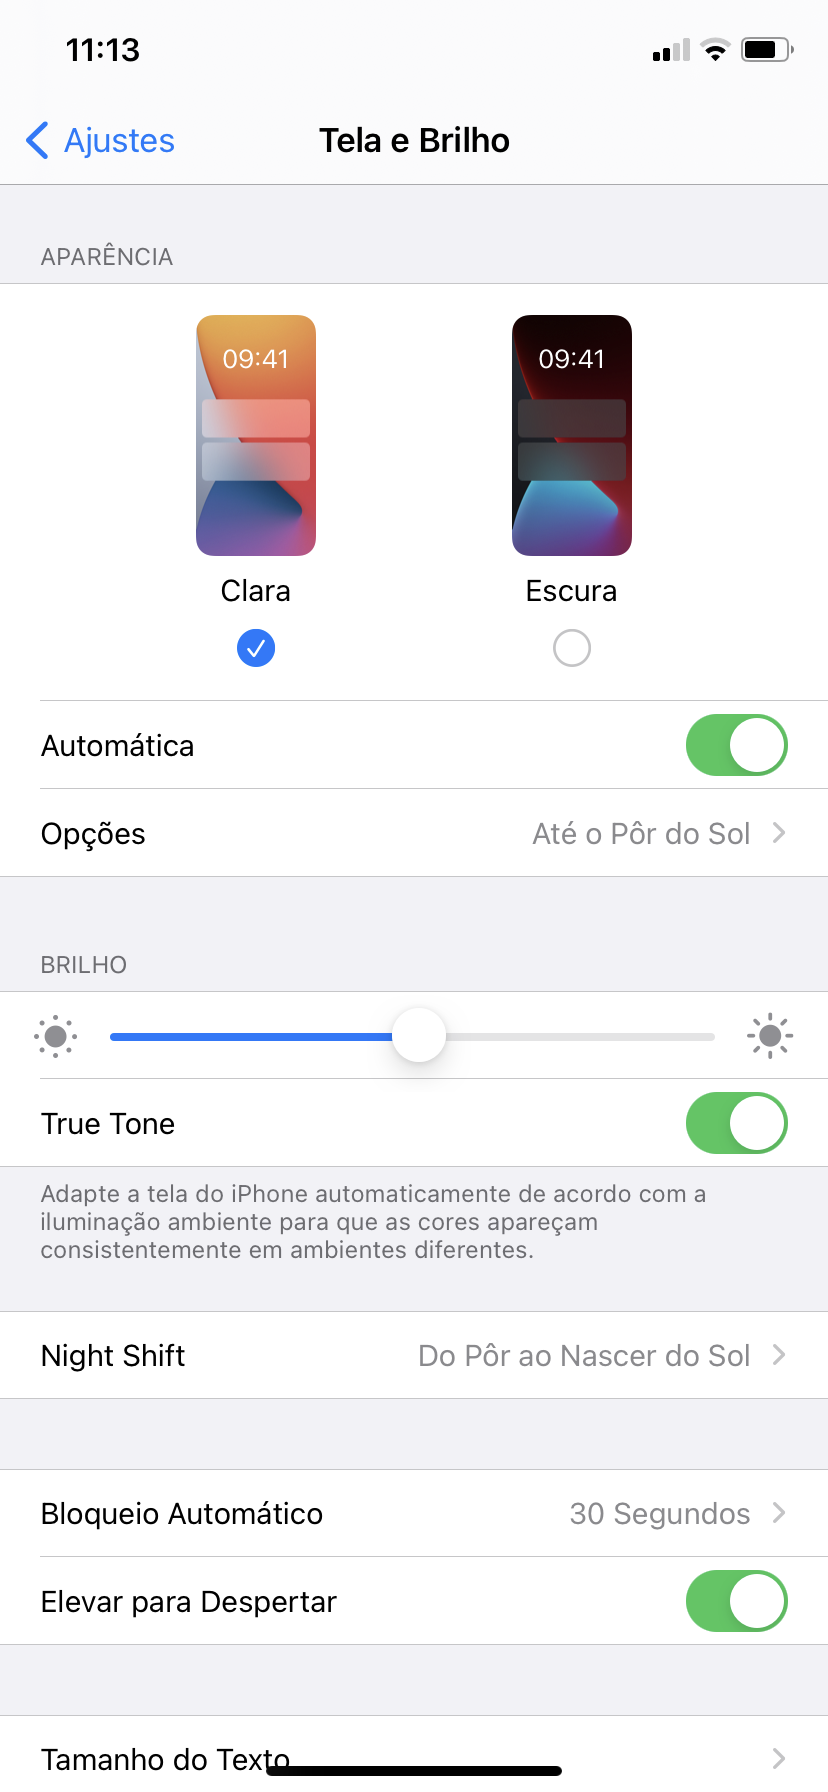 11:13
Ajustes
Tela e Brilho
APARÊNCIA
09:41
09:41
Clara
Escura
Automática
Opções
Até o Pôr do Sol
BRILHO
True Tone
Adapte a tela do iPhone automaticamente de acordo com a
iluminação ambiente para que as cores apareçam
consistentemente em ambientes diferentes.
Night Shift
Do Pôr ao Nascer do Sol
Bloqueio Automático
30 Segundos
Elevar para Despertar
Tamanho do Texto